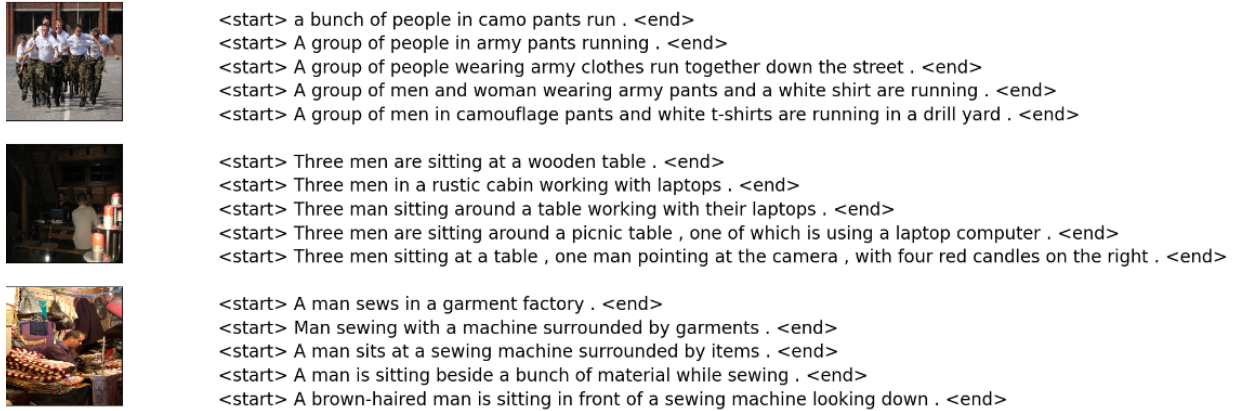 <start> a bunch of people in camo pants run . <end>
<start> A group of people in army pants running . <end>
<start> A group of people wearing army clothes run together down the street . <end>
<start> A group of men and woman wearing army pants and a white shirt are running . <end>
<start> A group of men in camouflage pants and white t-shirts are running in a drill yard . <end>
<start> Three men are sitting at a wooden table . <end>
<start> Three men in a rustic cabin working with laptops . <end>
<start> Three man sitting around a table working with their laptops . <end>
<start> Three men are sitting around a picnic table , one of which is using a laptop computer . <end>
<start> Three men sitting at a table , one man pointing at the camera , with four red candles on the right . <end>
<start> A man sews in a garment factory . <end>
<start> Man sewing with a machine surrounded by garments . <end>
<start> A man sits at a sewing machine surrounded by items . <end>
<start> A man is sitting beside a bunch of material while sewing . <end>
<start> A brown-haired man is sitting in front of a sewing machine looking down . <end>